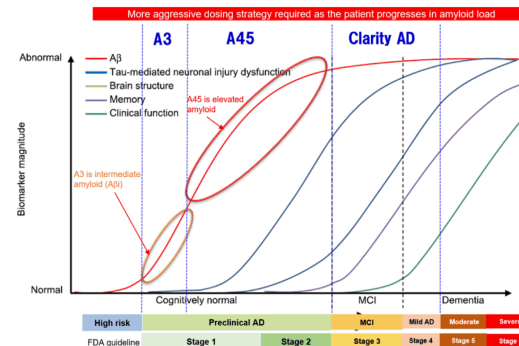 More aggressive dosing strategy required as the patient progresses in amyloid load
A3 A45 Clarity AD
Abnormal
Aβ
Tau-mediated neuronal injury dysfunction
Brain structure
Memory
Clinical function
A45 is elevated
amyloid
A3 is intermediate
amyloid (Aβi)
Biomarker magnitude
Normal
Cognitively normal MCI Dementia
High risk Preclinical AD MCI Mild AD Moderate Severe
FDA guideline Stage 1 Stage 2 Stage 3 Stage 4 Stage 5 Stage